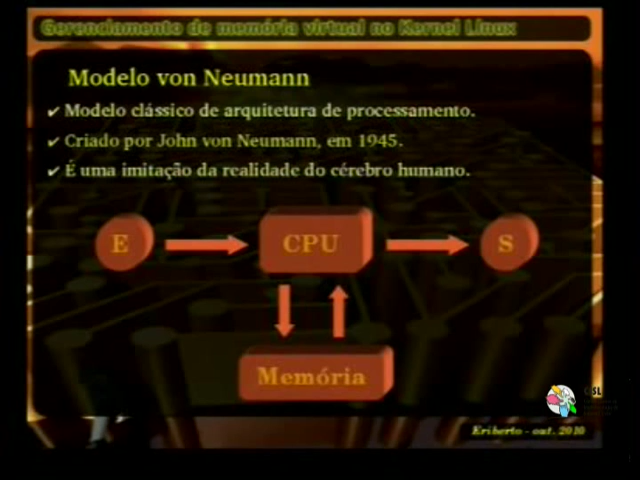 Gerenciamento de memória virtual no Kernel Linux
Modelo von Neumann
✔ Modelo clássico de arquitetura de processamento.
✔ Criado por John von Neumann, em 1945.
✔ É uma imitação da realidade do cérebro humano.
E
CPU
S
Memória
Eriberto - out. 2010